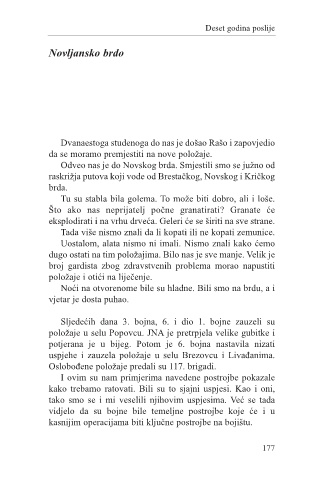 Deset godina poslije
Novljansko brdo
Dvanaestoga studenoga do nas je došao Rašo i zapovjedio
da se moramo premjestiti na nove položaje.
Odveo nas je do Novskog brda. Smjestili smo se južno od
raskrižja putova koji vode od Brestačkog, Novskog i Kričkog
brda.
Tu su stabla bila golema. To može biti dobro, ali i loše.
Što ako nas neprijatelj počne granatirati? Granate će
eksplodirati i na vrhu drveća. Geleri će se širiti na sve strane.
Tada više nismo znali da li kopati ili ne kopati zemunice.
Uostalom, alata nismo ni imali. Nismo znali kako ćemo
dugo ostati na tim položajima. Bilo nas je sve manje. Velik je
broj gardista zbog zdravstvenih problema morao napustiti
položaje i otići na liječenje.
Noći na otvorenome bile su hladne. Bili smo na brdu, a i
vjetar je dosta puhao.
Sljedećih dana 3. bojna, 6. i dio 1. bojne zauzeli su
položaje u selu Popovcu. JNA je pretrpjela velike gubitke i
potjerana je u bijeg. Potom je 6. bojna nastavila nizati
uspjehe i zauzela položaje u selu Brezovcu i Livađanima.
Oslobođene položaje predali su 117. brigadi.
I ovim su nam primjerima navedene postrojbe pokazale
kako trebamo ratovati. Bili su to sjajni uspjesi. Kao i oni,
tako smo se i mi veselili njihovim uspjesima. Već se tada
vidjelo da su bojne bile temeljne postrojbe koje će i u
kasnijim operacijama biti ključne postrojbe na bojištu.
177